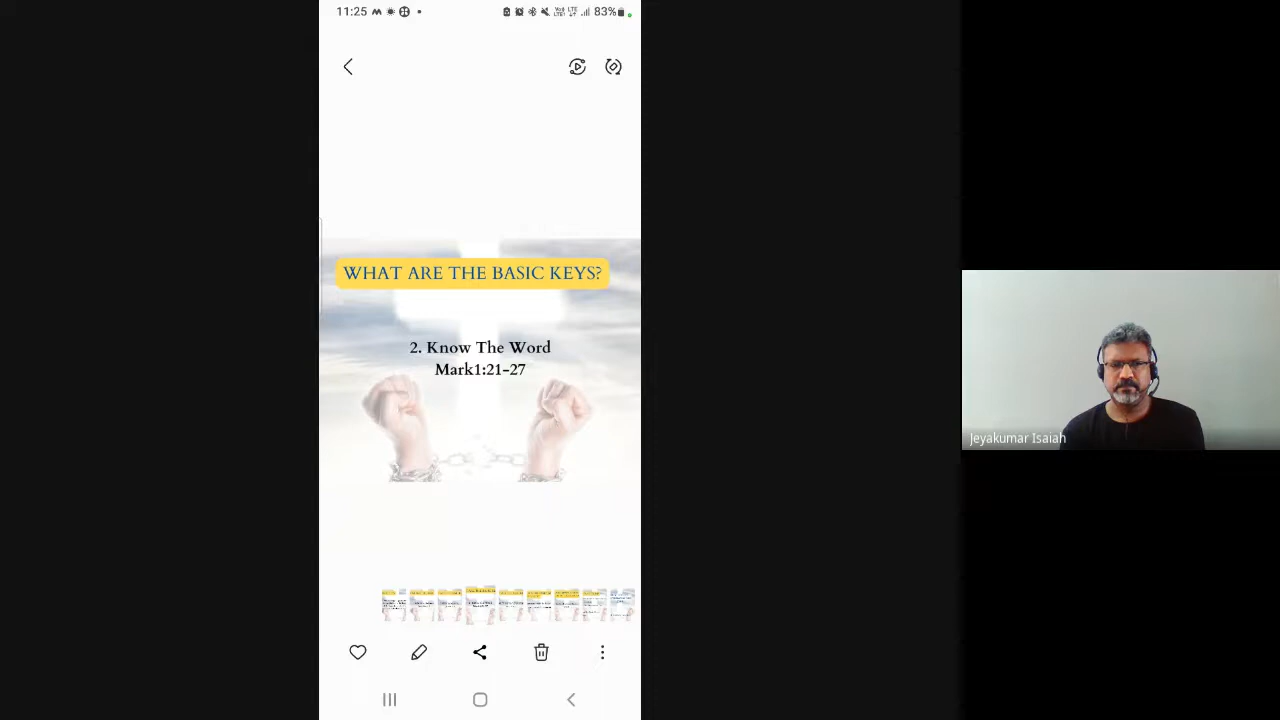 11:25
83%
WHAT ARE THE BASIC KEYS?
2. Know The Word
Mark1:21-27
Jeyakumar Isaiah